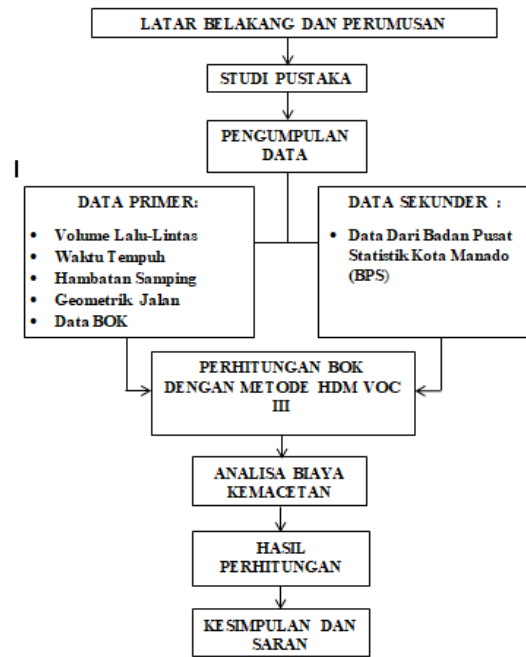 LATAR BELAKANG DAN PERUMUSAN
STUDI PUSTAKA
PENGUMPULAN
DATA
DATA PRIMER:
• Volume Lalu-Lintas
• Waktu Tempuh
• Hambatan Samping
• Geometrik Jalan
• Data BOK
DATA SEKUNDER :
• Data Dari Badan Pusat
Statistik Kota Manado
(BPS)
PERHITUNGAN BOK
DENGAN METODE HDM VOC
III
ANALISA BIAYA
KEMACETAN
HASIL
PERHITUNGAN
KESIMPULAN DAN
SARAN